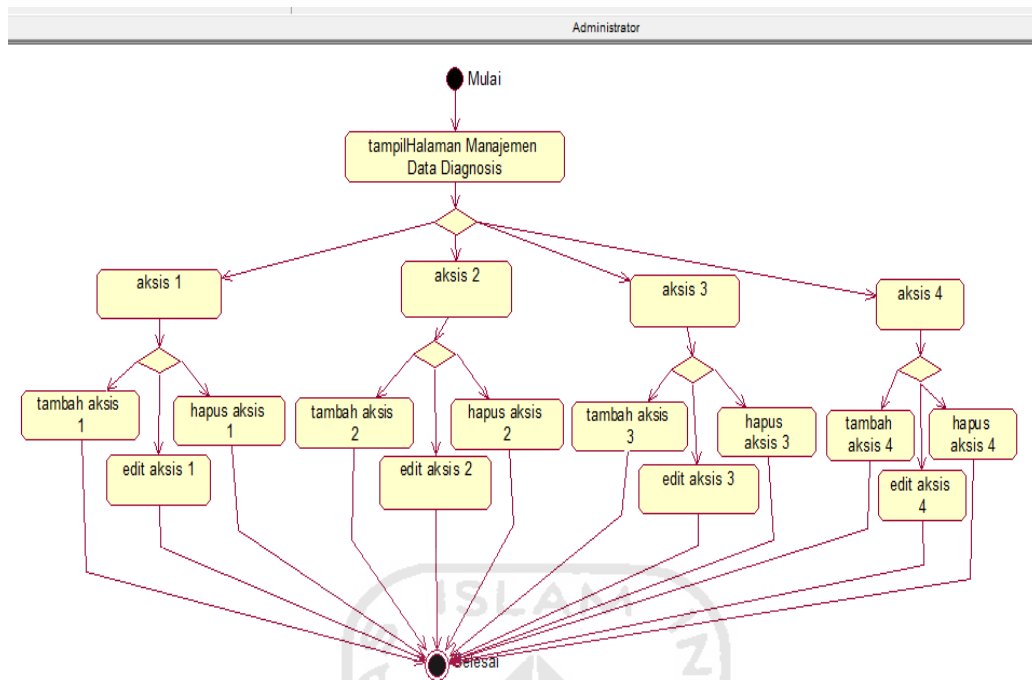 Administrator
Mulai
tampilHalaman Manajemen
Data Diagnosis
aksis 1
aksis 2
aksis 3
aksis 4
tambah aksis
1
hapus aksis
1
edit aksis 1
tambah aksis
2
hapus aksis
2
edit aksis 2
tambah aksis
3
hapus
aksis 3
edit aksis 3
tambah
aksis 4
hapus
aksis 4
edit aksis
4
ISLAM
Selesai